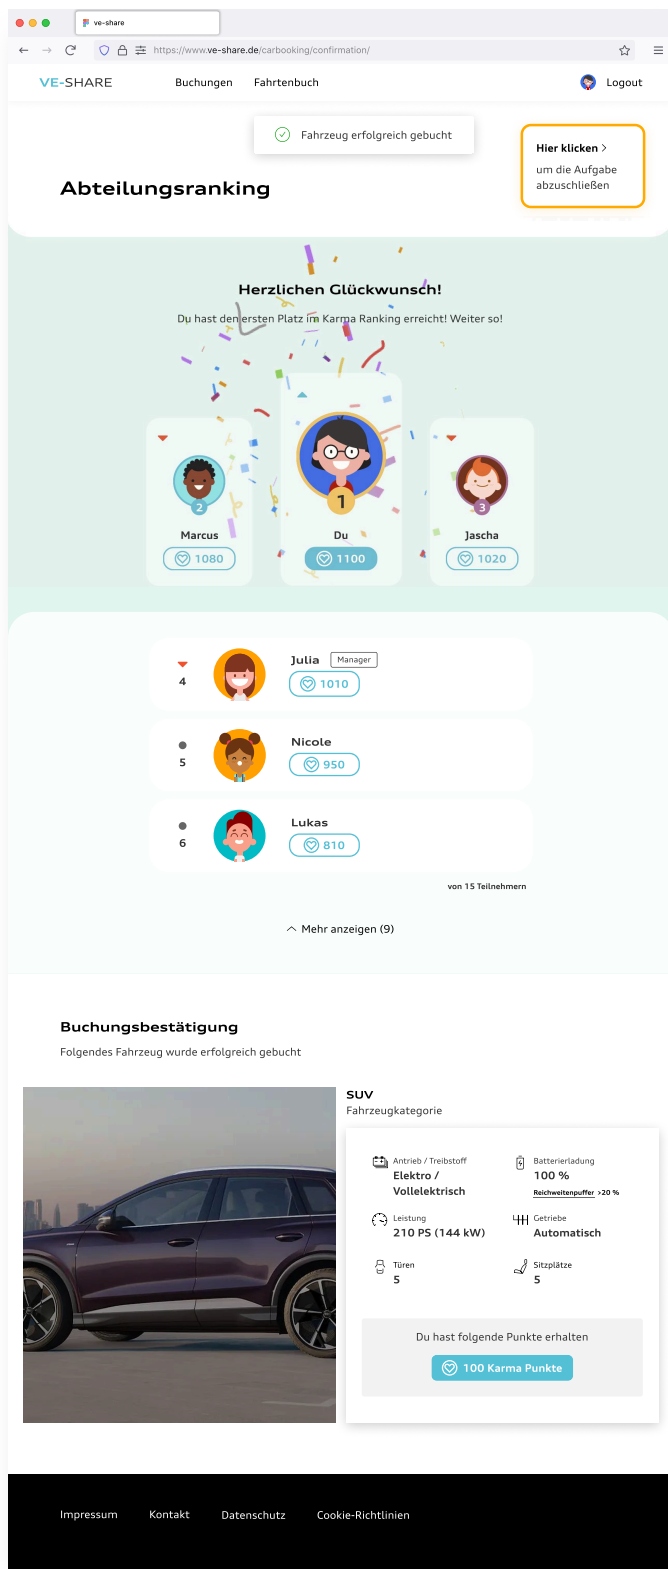 ve-share
https://www.ve-share.de/carbooking/confirmation/
VE-SHARE
Buchungen
Fahrtenbuch
Logout
Fahrzeug erfolgreich gebucht
Hier klicken >
um die Aufgabe
abzuschließen
Abteilungsranking
Herzlichen Glückwunsch!
Du hast den ersten Platz im Karma Ranking erreicht! Weiter so!
2
Marcus
1080
1
Du
1100
3
Jascha
1020
4
Julia
Manager
1010
5
Nicole
950
6
Lukas
810
von 15 Teilnehmern
Mehr anzeigen (9)
Buchungsbestätigung
Folgendes Fahrzeug wurde erfolgreich gebucht
SUV
Fahrzeugkategorie
Antrieb / Treibstoff
Elektro /
Vollelektrisch
Batterieladung
100 %
Reichweitenpuffer >20 %
Leistung
210 PS (144 kW)
Getriebe
Automatisch
Türen
5
Sitzplätze
5
Du hast folgende Punkte erhalten
100 Karma Punkte
Impressum
Kontakt
Datenschutz
Cookie-Richtlinien